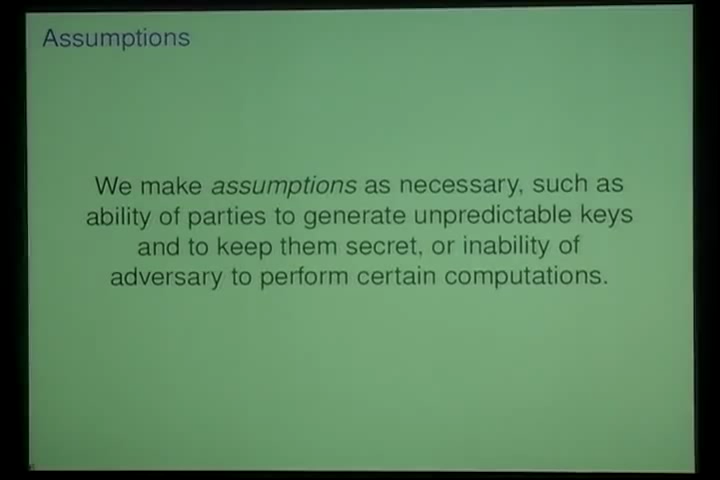 Assumptions
We make assumptions as necessary, such as
ability of parties to generate unpredictable keys
and to keep them secret, or inability of
adversary to perform certain computations.